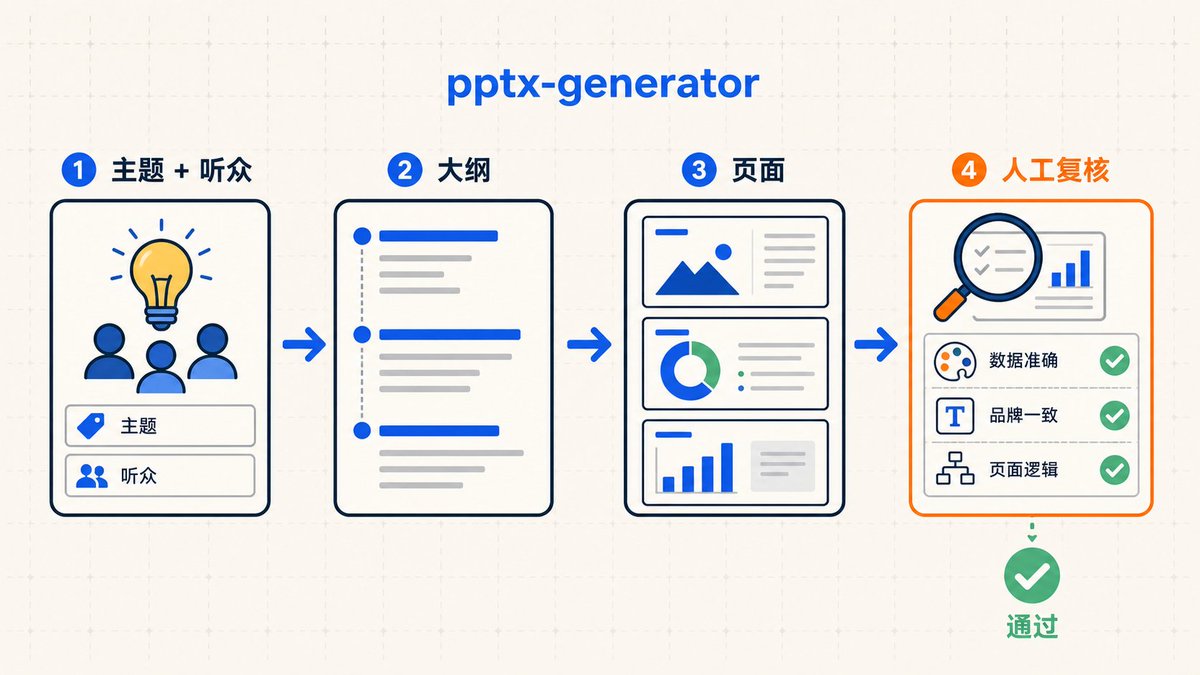 pptx-generator
1 主题 + 听众
2 大纲
3 页面
4 人工复核
主题
听众
数据准确
T 品牌一致
页面逻辑
通过